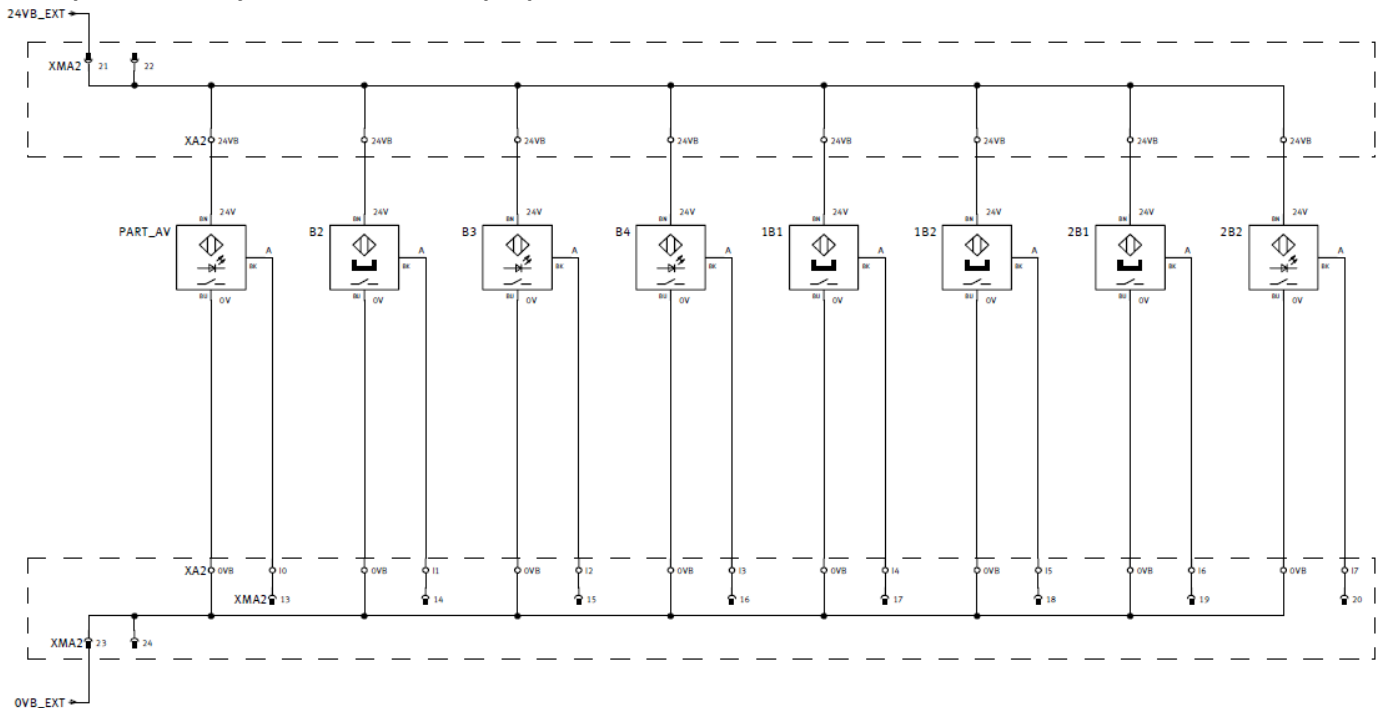 24VB_EXT
XMA2 21 22
XA2 24VB 24VB 24VB 24VB 24VB 24VB 24VB 24VB
BN 24V BN 24V BN 24V BN 24V BN 24V BN 24V BN 24V BN 24V
PART_AV A B2 A B3 A B4 A 1B1 A 1B2 A 2B1 A 2B2 A
BK BK BK BK BK BK BK BK
BU 0V BU 0V BU 0V BU 0V BU 0V BU 0V BU 0V BU 0V
XA2 0VB I0 0VB I1 0VB I2 0VB I3 0VB I4 0VB I5 0VB I6 0VB I7
XMA2 13 14 15 16 17 18 19 20
XMA2 23 24
0VB_EXT